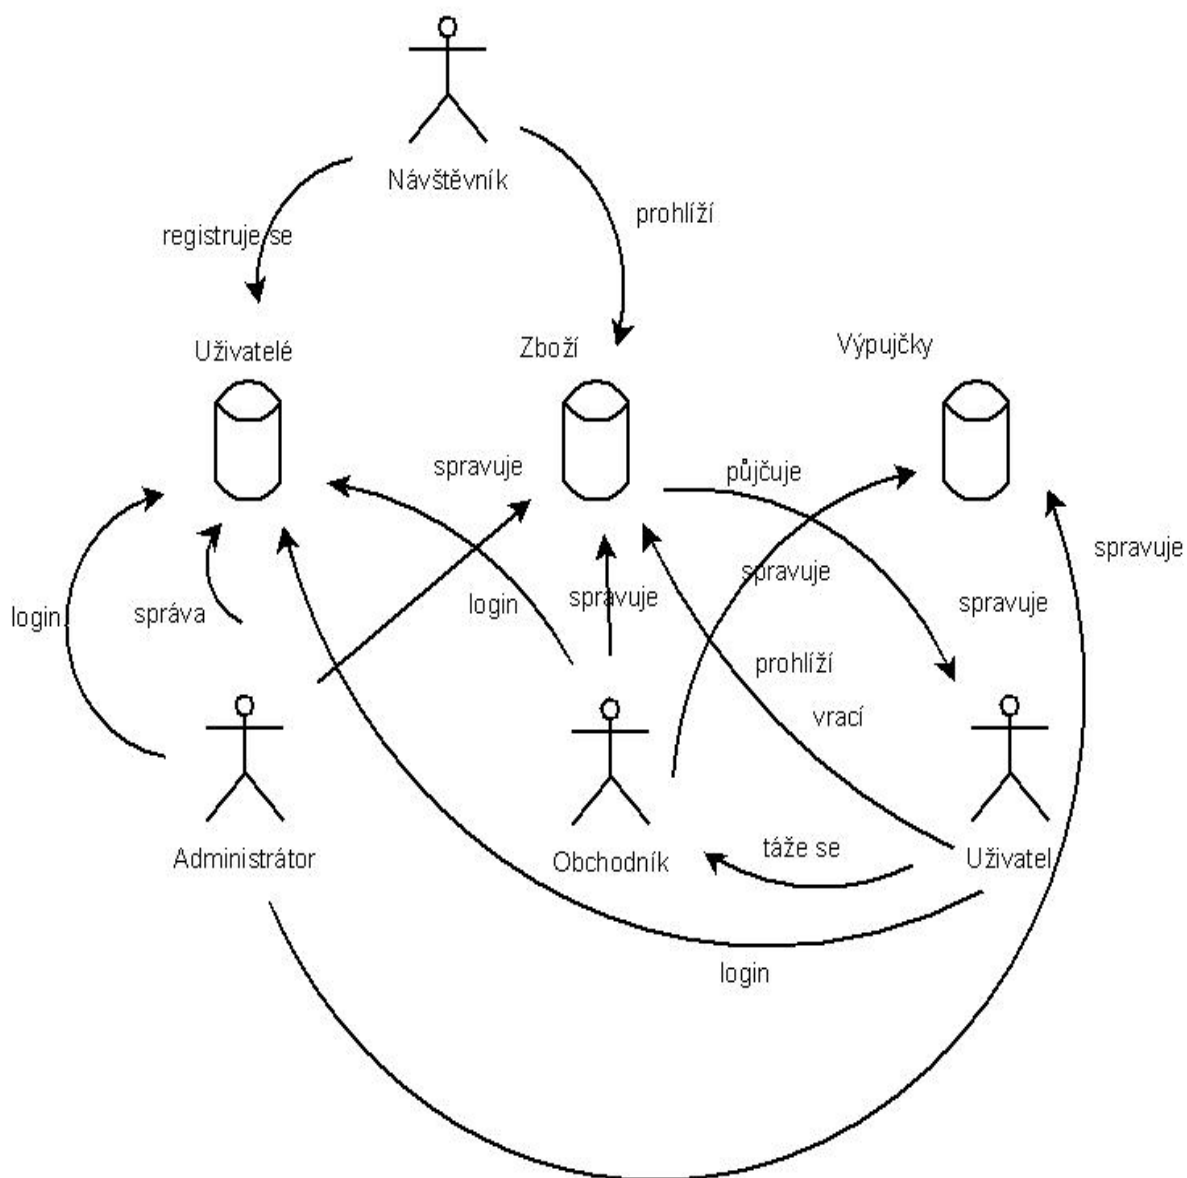 Návštěvník
prohlíží
registruje se
Uživatelé
Zboží
Výpujčky
spravuje
půjčuje
spravuje
spravuje
login
správa
login
spravuje
spravuje
prohlíží
vrací
Administrátor
Obchodník
táže se
Uživatel
login